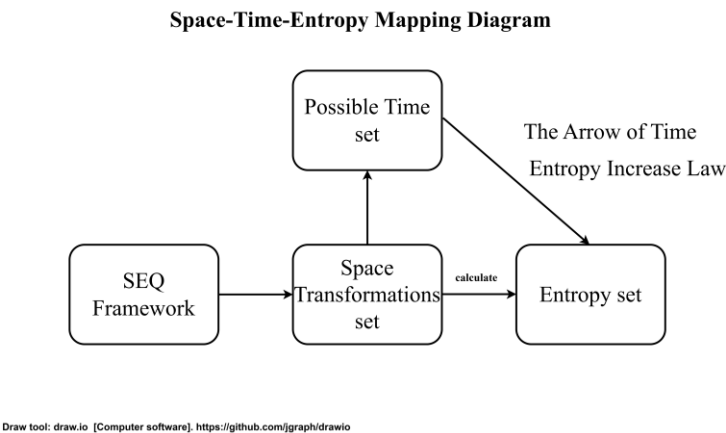 Space-Time-Entropy Mapping Diagram
Possible Time
set
The Arrow of Time
Entropy Increase Law
SEQ
Framework
Space
Transformations
set
calculate
Entropy set
Draw tool: draw.io [Computer software]. https://github.com/jgraph/drawio